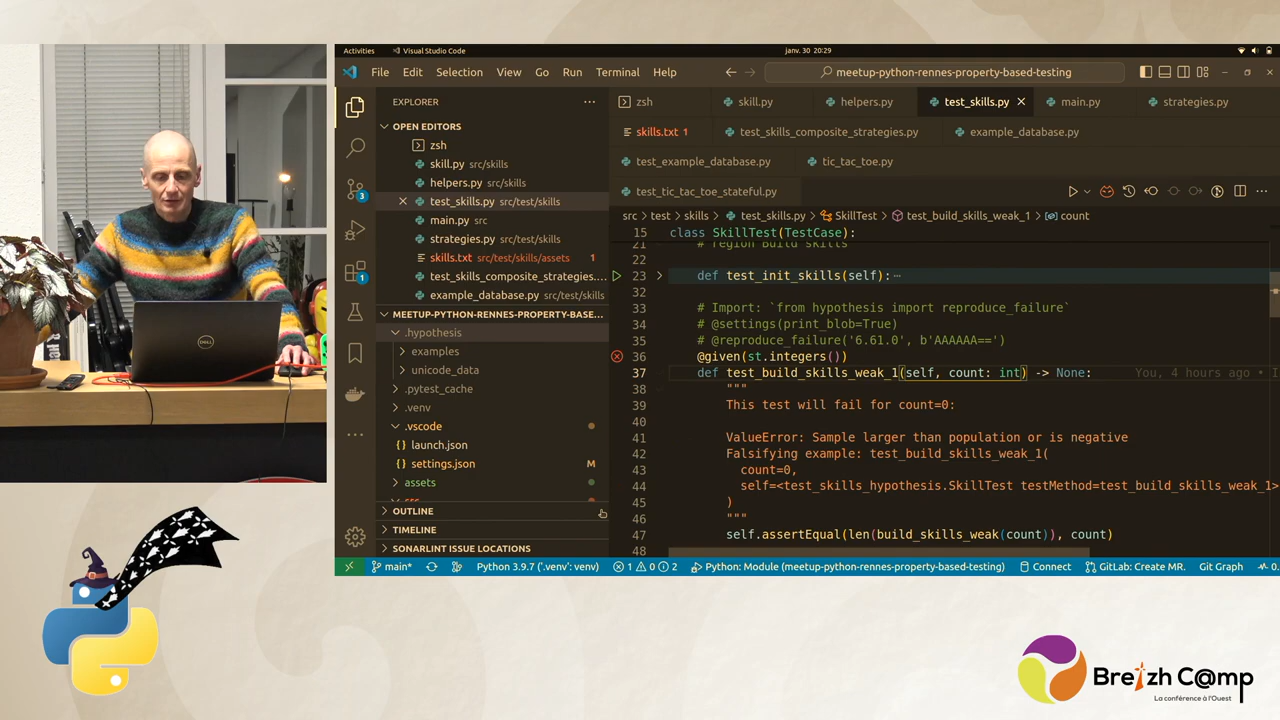 Activities
Visual Studio Code
janv. 30 20:29
File Edit Selection View Go Run Terminal Help
meetup-python-rennes-property-based-testing
EXPLORER
OPEN EDITORS
zsh
skill.py src/skills
helpers.py src/skills
test_skills.py src/test/skills
main.py src
strategies.py src/test/skills
skills.txt src/test/skills/assets 1
test_skills_composite_strategies....
example_database.py src/test/skills
MEETUP-PYTHON-RENNES-PROPERTY-BASE...
.hypothesis
examples
unicode_data
.pytest_cache
.venv
.vscode
launch.json
settings.json M
assets
OUTLINE
TIMELINE
SONARLINT ISSUE LOCATIONS
3
1
zsh skill.py helpers.py test_skills.py main.py strategies.py
skills.txt 1 test_skills_composite_strategies.py example_database.py
test_example_database.py tic_tac_toe.py
test_tic_tac_toe_stateful.py
src > test > skills > test_skills.py > SkillTest > test_build_skills_weak_1 > count
15 class SkillTest(TestCase):
21 # region Build skills
22
23 def test_init_skills(self): ⋯
32
33 # Import: `from hypothesis import reproduce_failure`
34 # @settings(print_blob=True)
35 # @reproduce_failure('6.61.0', b'AAAAAA==')
36 @given(st.integers())
37 def test_build_skills_weak_1(self, count: int) -> None: You, 4 hours ago • I
38 """
39 This test will fail for count=0:
40
41 ValueError: Sample larger than population or is negative
42 Falsifying example: test_build_skills_weak_1(
43 count=0,
44 self=<test_skills_hypothesis.SkillTest testMethod=test_build_skills_weak_1>
45 )
46 """
47 self.assertEqual(len(build_skills_weak(count)), count)
48
main* Python 3.9.7 ('.venv': venv) 1 0 2 Python: Module (meetup-python-rennes-property-based-testing) Connect GitLab: Create MR. Git Graph 0.
DELL
Breizh C@mp
La conférence à l'Ouest